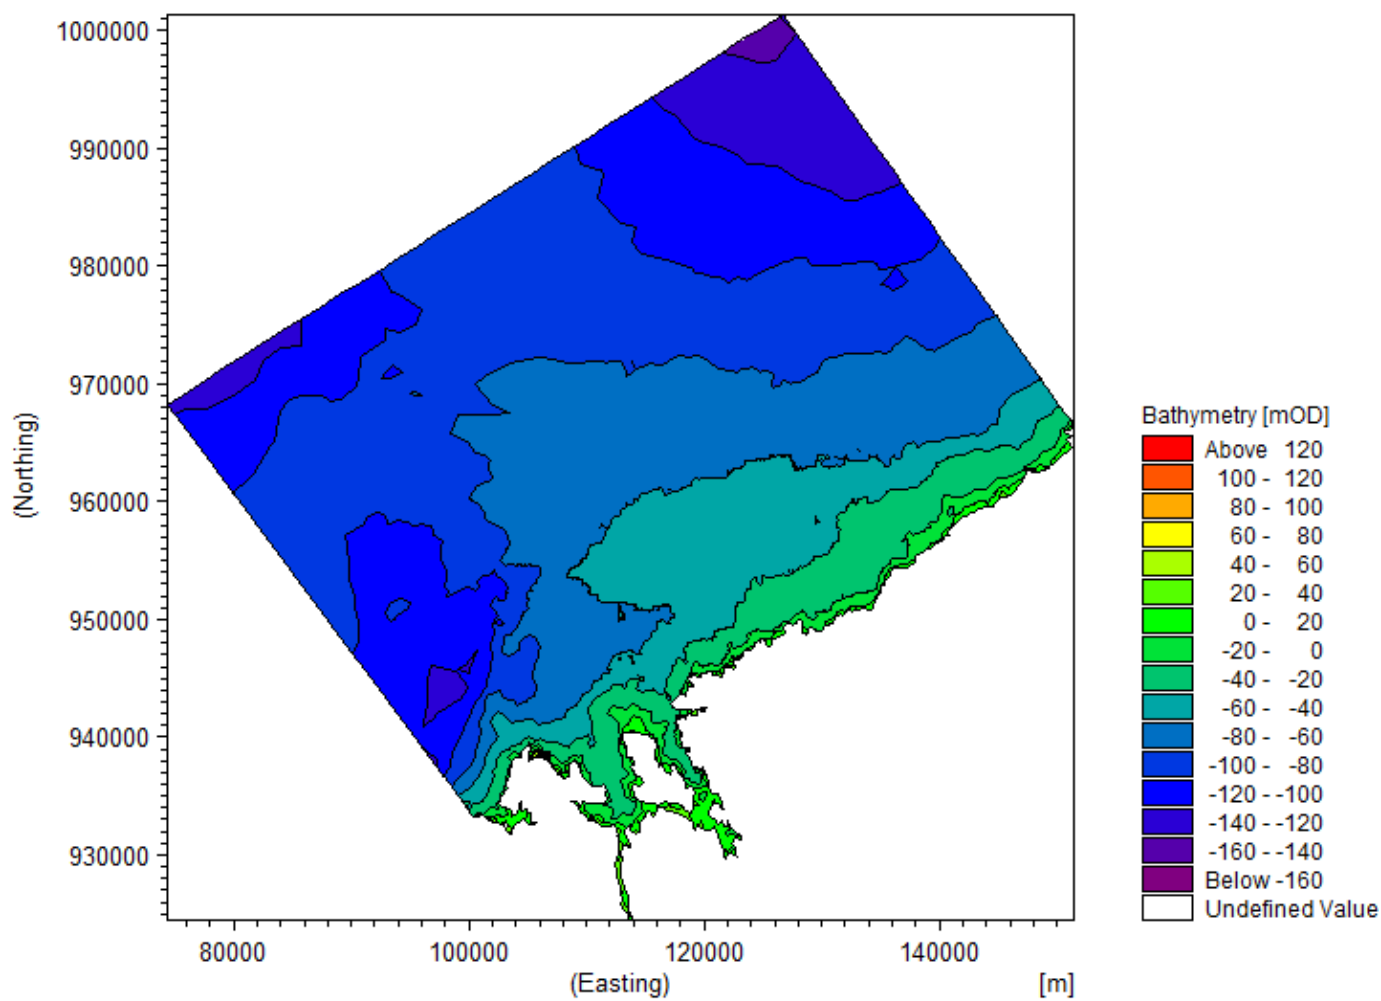 1000000
990000
980000
970000
960000
950000
940000
930000
(Northing)
80000 100000 120000 140000
(Easting) [m]
Bathymetry [mOD]
Above 120
100 - 120
80 - 100
60 - 80
40 - 60
20 - 40
0 - 20
-20 - 0
-40 - -20
-60 - -40
-80 - -60
-100 - -80
-120 - -100
-140 - -120
-160 - -140
Below -160
Undefined Value